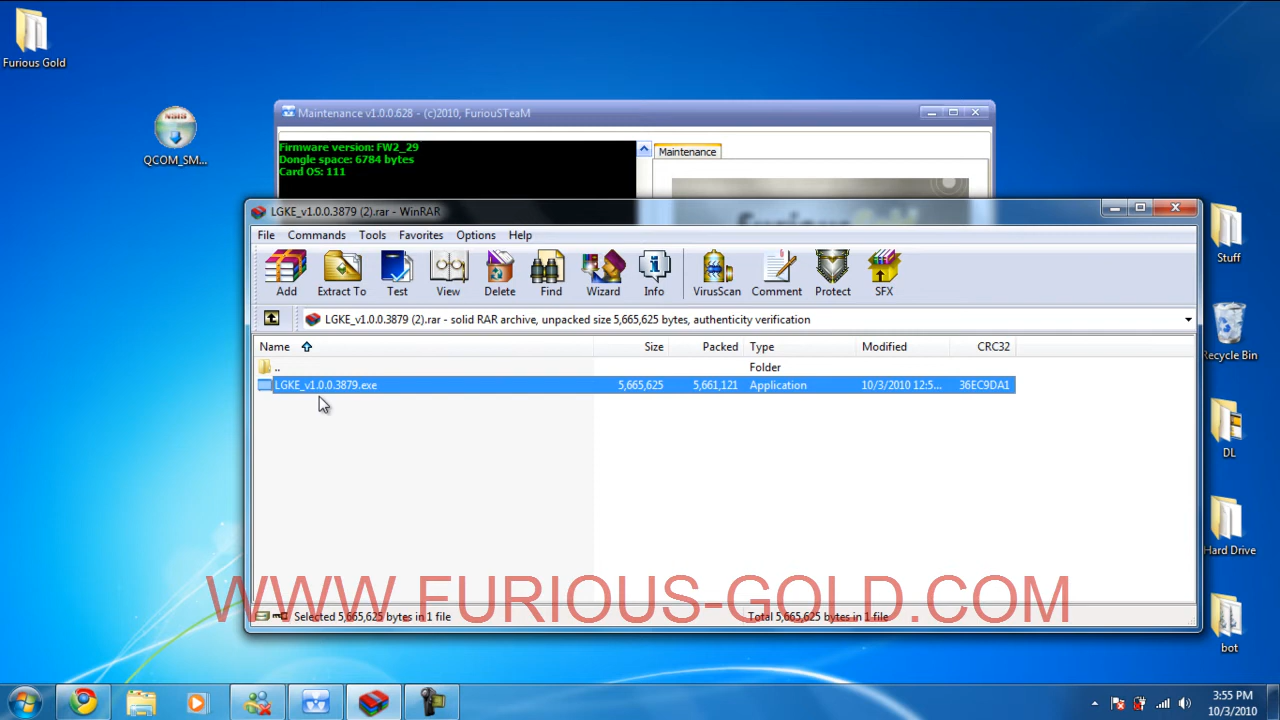 Furious Gold
QCOM_SM...
Maintenance v1.0.0.628 - (c)2010, FuriouSTeaM
Firmware version: FW2_29
Dongle space: 6784 bytes
Card OS: 111
Maintenance
LGKE_v1.0.0.3879 (2).rar - WinRAR
File Commands Tools Favorites Options Help
Add Extract To Test View Delete Find Wizard Info VirusScan Comment Protect SFX
LGKE_v1.0.0.3879 (2).rar - solid RAR archive, unpacked size 5,665,625 bytes, authenticity verification
Name Size Packed Type Modified CRC32
.. Folder
LGKE_v1.0.0.3879.exe 5,665,625 5,661,121 Application 10/3/2010 12:5... 36EC9DA1
WWW.FURIOUS-GOLD.COM
Selected 5,665,625 bytes in 1 file Total 5,665,625 bytes in 1 file
Stuff
Recycle Bin
DL
Hard Drive
bot
3:55 PM
10/3/2010